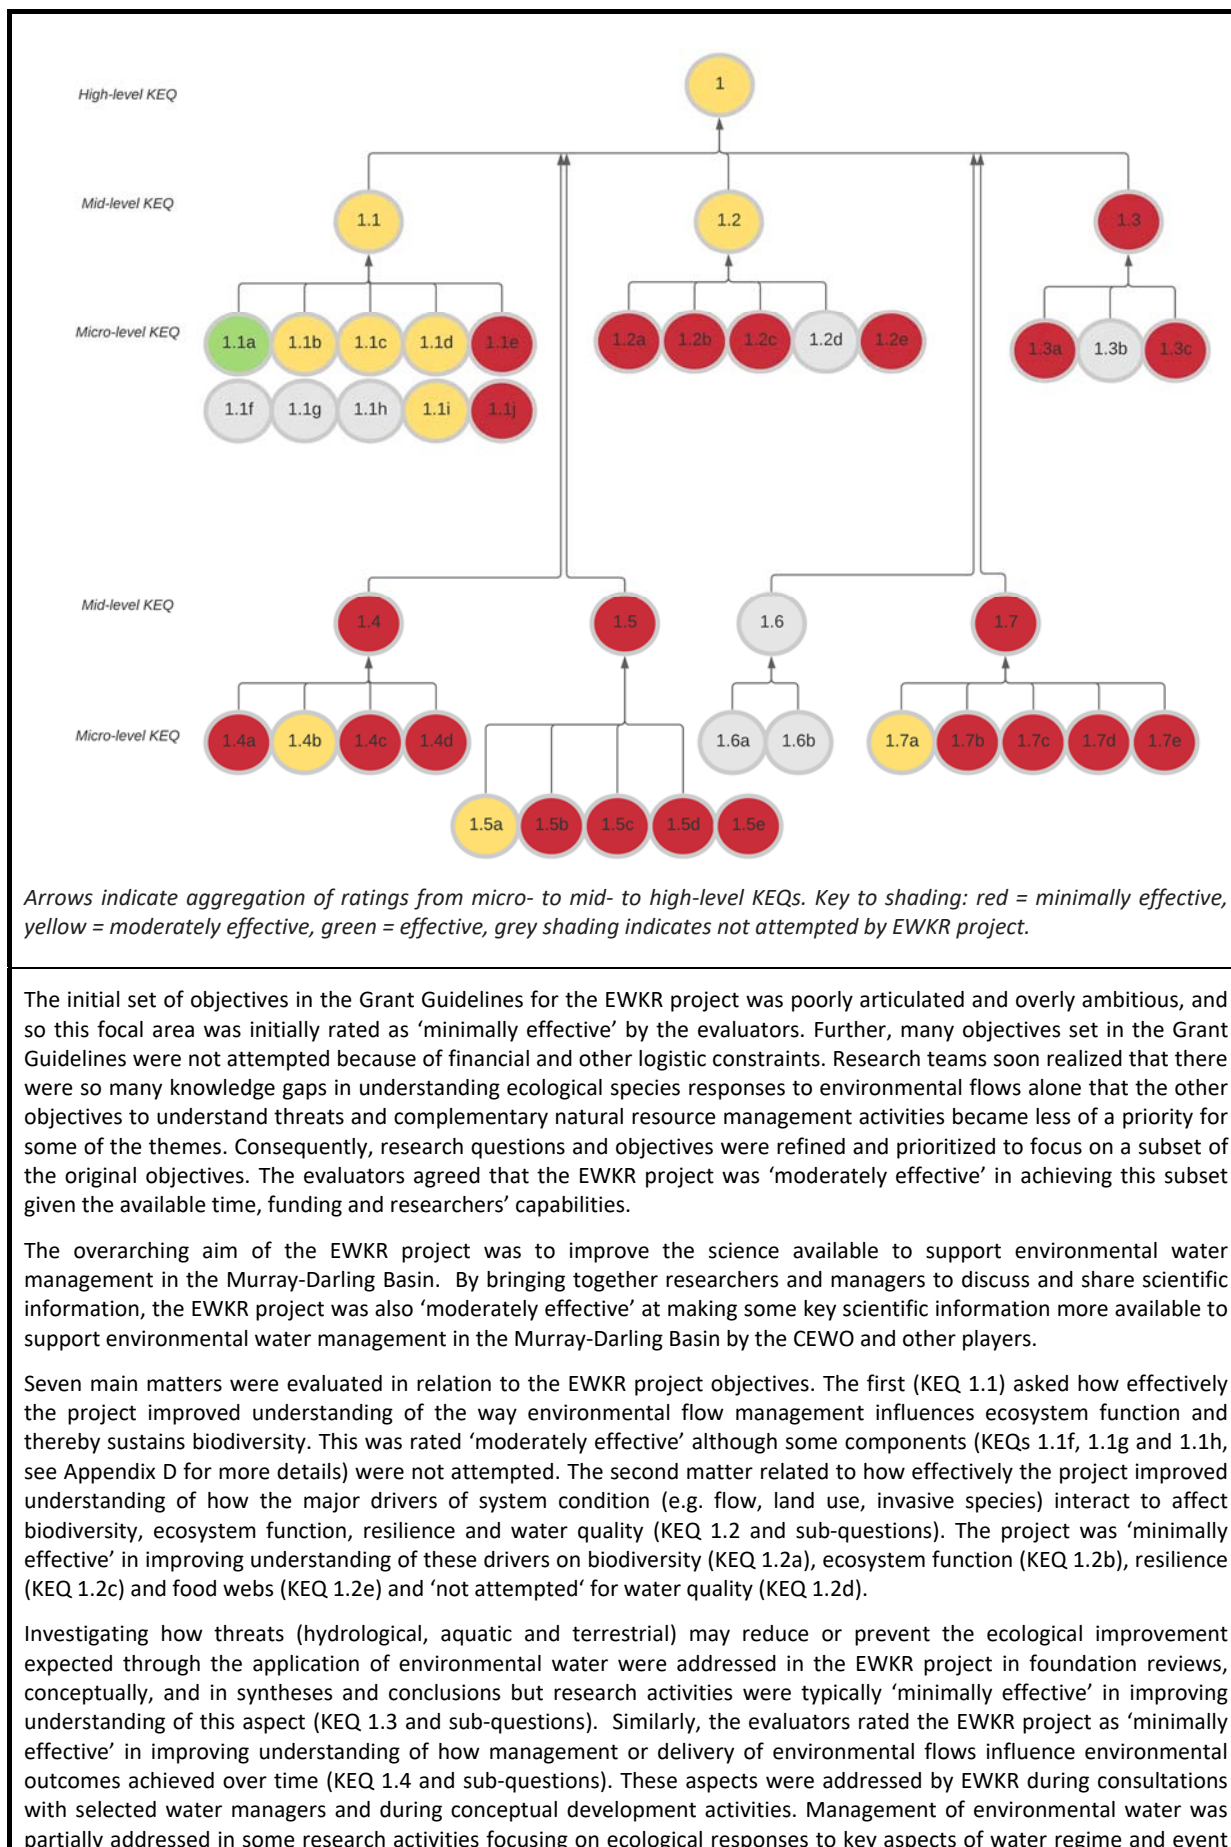 High-level KEQ
1
Mid-level KEQ
1.1
1.2
1.3
Micro-level KEQ
1.1a 1.1b 1.1c 1.1d 1.1e
1.2a 1.2b 1.2c 1.2d 1.2e
1.3a 1.3b 1.3c
1.1f 1.1g 1.1h 1.1i 1.1j
Mid-level KEQ
1.4
1.5
1.6
1.7
Micro-level KEQ
1.4a 1.4b 1.4c 1.4d
1.6a 1.6b
1.7a 1.7b 1.7c 1.7d 1.7e
1.5a 1.5b 1.5c 1.5d 1.5e
Arrows indicate aggregation of ratings from micro- to mid- to high-level KEQs. Key to shading: red = minimally effective,
yellow = moderately effective, green = effective, grey shading indicates not attempted by EWKR project.
The initial set of objectives in the Grant Guidelines for the EWKR project was poorly articulated and overly ambitious, and
so this focal area was initially rated as ‘minimally effective’ by the evaluators. Further, many objectives set in the Grant
Guidelines were not attempted because of financial and other logistic constraints. Research teams soon realized that there
were so many knowledge gaps in understanding ecological species responses to environmental flows alone that the other
objectives to understand threats and complementary natural resource management activities became less of a priority for
some of the themes. Consequently, research questions and objectives were refined and prioritized to focus on a subset of
the original objectives. The evaluators agreed that the EWKR project was ‘moderately effective’ in achieving this subset
given the available time, funding and researchers’ capabilities.
The overarching aim of the EWKR project was to improve the science available to support environmental water
management in the Murray-Darling Basin. By bringing together researchers and managers to discuss and share scientific
information, the EWKR project was also ‘moderately effective’ at making some key scientific information more available to
support environmental water management in the Murray-Darling Basin by the CEWO and other players.
Seven main matters were evaluated in relation to the EWKR project objectives. The first (KEQ 1.1) asked how effectively
the project improved understanding of the way environmental flow management influences ecosystem function and
thereby sustains biodiversity. This was rated ‘moderately effective’ although some components (KEQs 1.1f, 1.1g and 1.1h,
see Appendix D for more details) were not attempted. The second matter related to how effectively the project improved
understanding of how the major drivers of system condition (e.g. flow, land use, invasive species) interact to affect
biodiversity, ecosystem function, resilience and water quality (KEQ 1.2 and sub-questions). The project was ‘minimally
effective’ in improving understanding of these drivers on biodiversity (KEQ 1.2a), ecosystem function (KEQ 1.2b), resilience
(KEQ 1.2c) and food webs (KEQ 1.2e) and ‘not attempted‘ for water quality (KEQ 1.2d).
Investigating how threats (hydrological, aquatic and terrestrial) may reduce or prevent the ecological improvement
expected through the application of environmental water were addressed in the EWKR project in foundation reviews,
conceptually, and in syntheses and conclusions but research activities were typically ‘minimally effective’ in improving
understanding of this aspect (KEQ 1.3 and sub-questions). Similarly, the evaluators rated the EWKR project as ‘minimally
effective’ in improving understanding of how management or delivery of environmental flows influence environmental
outcomes achieved over time (KEQ 1.4 and sub-questions). These aspects were addressed by EWKR during consultations
with selected water managers and during conceptual development activities. Management of environmental water was
partially addressed in some research activities focusing on ecological responses to key aspects of water regime and event